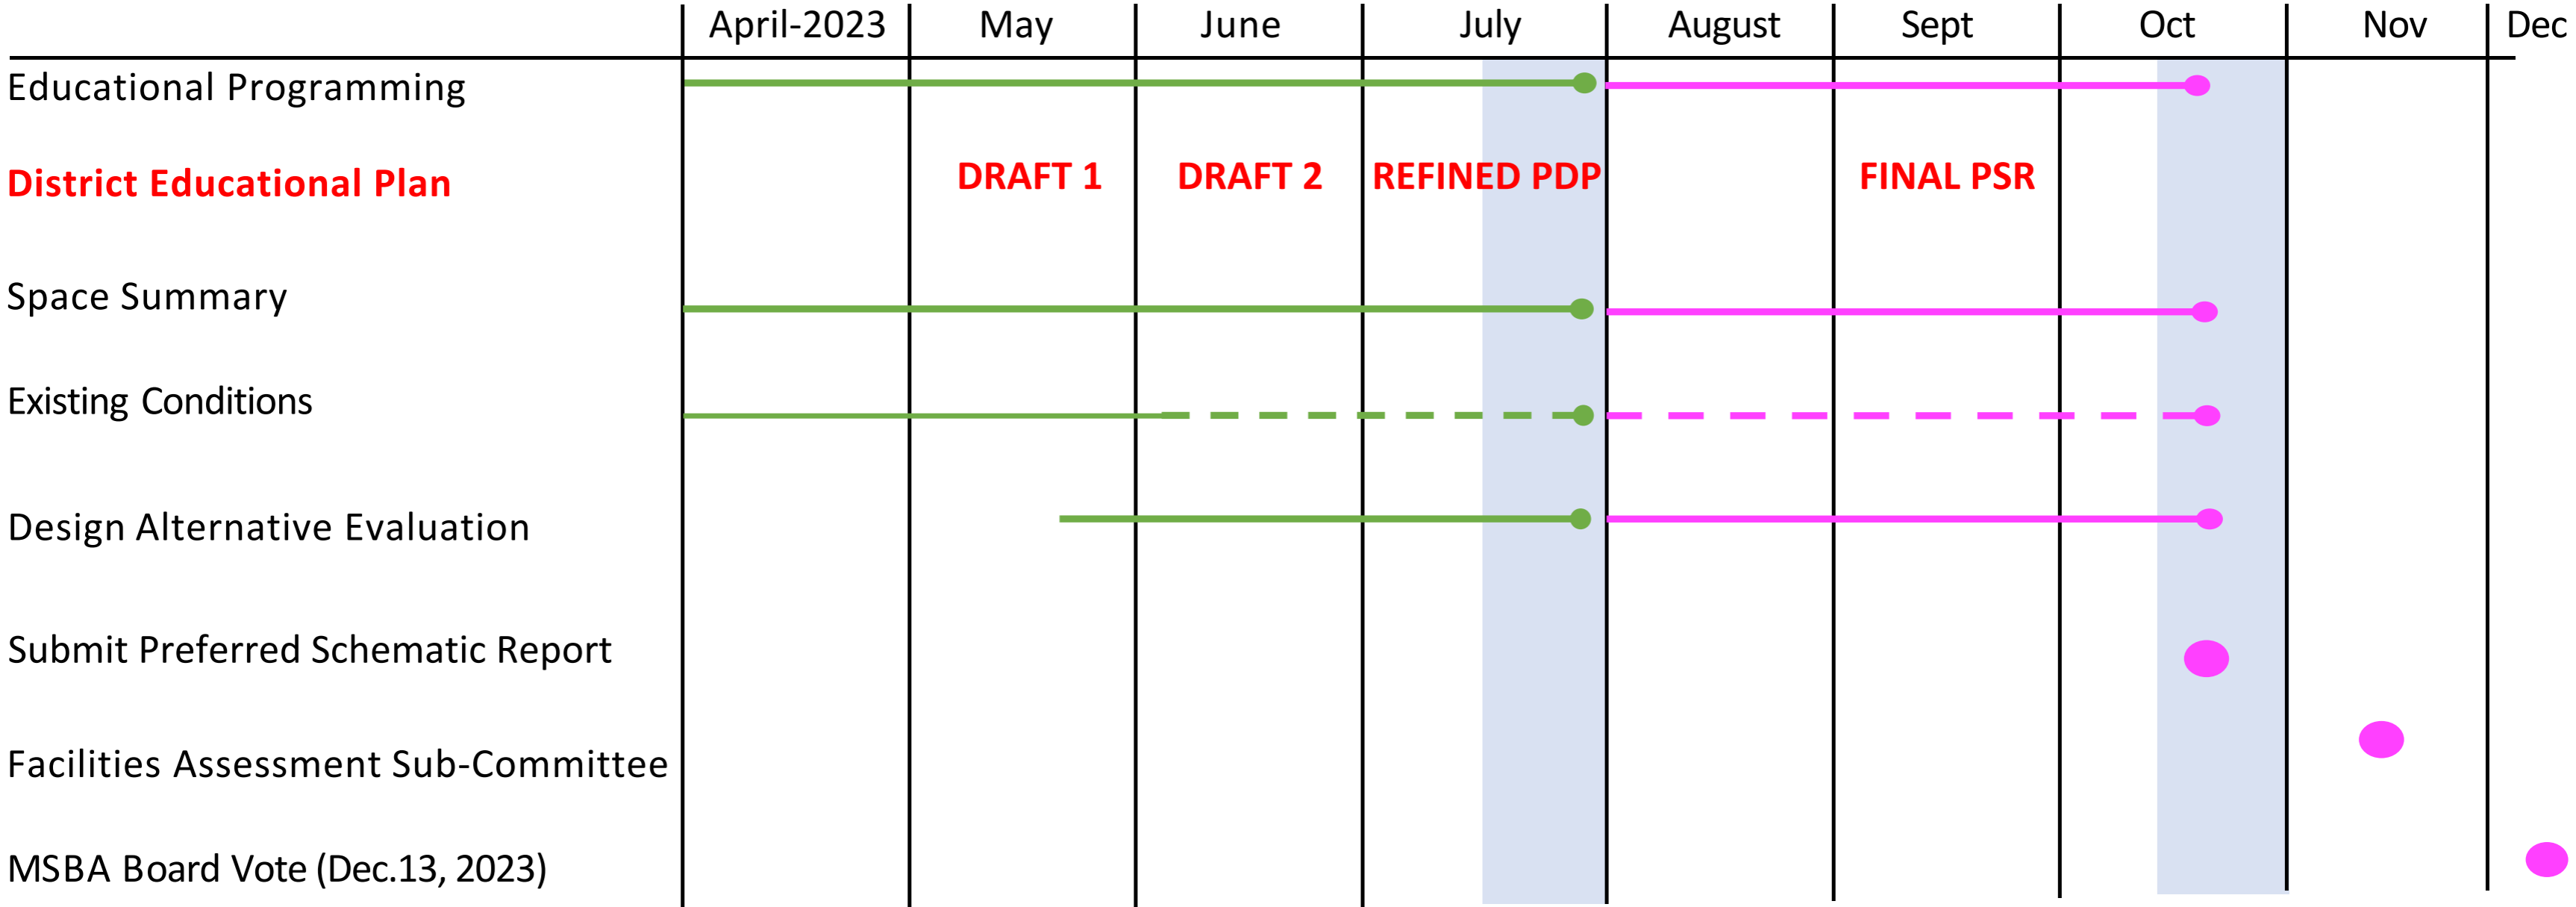 April-2023 May June July August Sept Oct Nov Dec
Educational Programming
District Educational Plan DRAFT 1 DRAFT 2 REFINED PDP FINAL PSR
Space Summary
Existing Conditions
Design Alternative Evaluation
Submit Preferred Schematic Report
Facilities Assessment Sub-Committee
MSBA Board Vote (Dec.13, 2023)